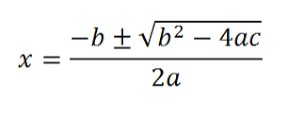 x = (-b ± √(b² − 4ac)) / 2a